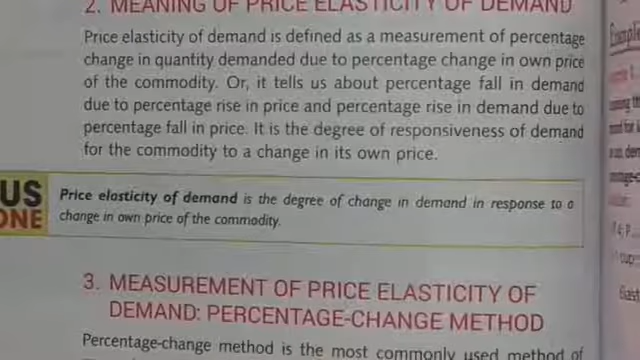 2. MEANING OF PRICE ELASTICITY OF DEMAND
Price elasticity of demand is defined as a measurement of percentage
change in quantity demanded due to percentage change in own price
of the commodity. Or, it tells us about percentage fall in demand
due to percentage rise in price and percentage rise in demand due to
percentage fall in price. It is the degree of responsiveness of demand
for the commodity to a change in its own price.
US
ONE
Price elasticity of demand is the degree of change in demand in response to a
change in own price of the commodity.
3. MEASUREMENT OF PRICE ELASTICITY OF
DEMAND: PERCENTAGE-CHANGE METHOD
Percentage-change method is the most commonly used method of
Example